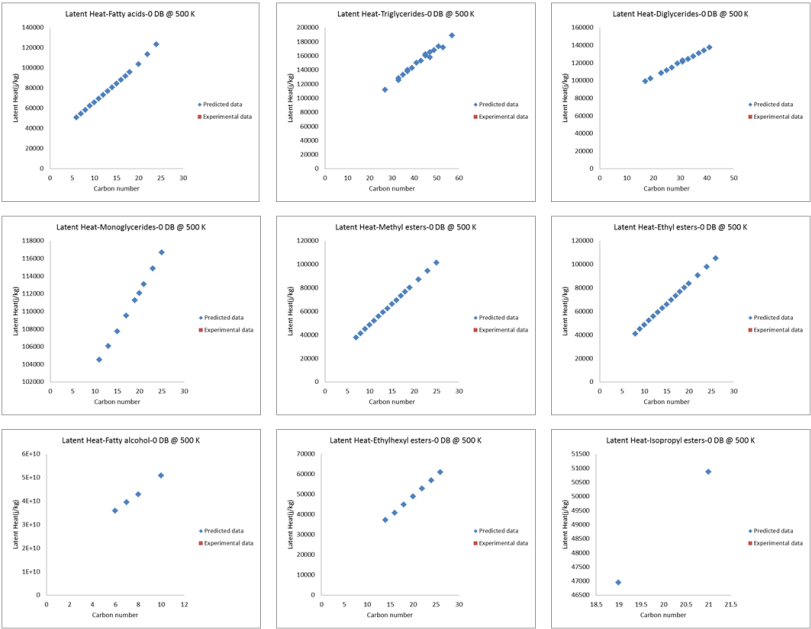 Latent Heat-Fatty acids-0 DB @ 500 K
Latent Heat(j/kg)
140000
120000
100000
80000
60000
40000
20000
0
0 5 10 15 20 25 30
Carbon number
Predicted data
Experimental data
Latent Heat-Triglycerides-0 DB @ 500 K
Latent Heat(j/kg)
200000
180000
160000
140000
120000
100000
80000
60000
40000
20000
0
0 10 20 30 40 50 60
Carbon number
Predicted data
Experimental data
Latent Heat-Diglycerides-0 DB @ 500 K
Latent Heat(j/kg)
160000
140000
120000
100000
80000
60000
40000
20000
0
0 10 20 30 40 50
Carbon number
Predicted data
Experimental data
Latent Heat-Monoglycerides-0 DB @ 500 K
Latent Heat(j/kg)
118000
116000
114000
112000
110000
108000
106000
104000
102000
0 5 10 15 20 25 30
Carbon number
Predicted data
Experimental data
Latent Heat-Methyl esters-0 DB @ 500 K
Latent Heat(j/kg)
120000
100000
80000
60000
40000
20000
0
0 5 10 15 20 25 30
Carbon number
Predicted data
Experimental data
Latent Heat-Ethyl esters-0 DB @ 500 K
Latent Heat(j/kg)
120000
100000
80000
60000
40000
20000
0
0 5 10 15 20 25 30
Carbon number
Predicted data
Experimental data
Latent Heat-Fatty alcohol-0 DB @ 500 K
Latent Heat(j/kg)
6E+10
5E+10
4E+10
3E+10
2E+10
1E+10
0
0 2 4 6 8 10 12
Carbon number
Predicted data
Experimental data
Latent Heat-Ethylhexyl esters-0 DB @ 500 K
Latent Heat(j/kg)
70000
60000
50000
40000
30000
20000
10000
0
0 5 10 15 20 25 30
Carbon number
Predicted data
Experimental data
Latent Heat-Isopropyl esters-0 DB @ 500 K
Latent Heat(j/kg)
51500
51000
50500
50000
49500
49000
48500
48000
47500
47000
46500
18.5 19 19.5 20 20.5 21 21.5
Carbon number
Predicted data
Experimental data